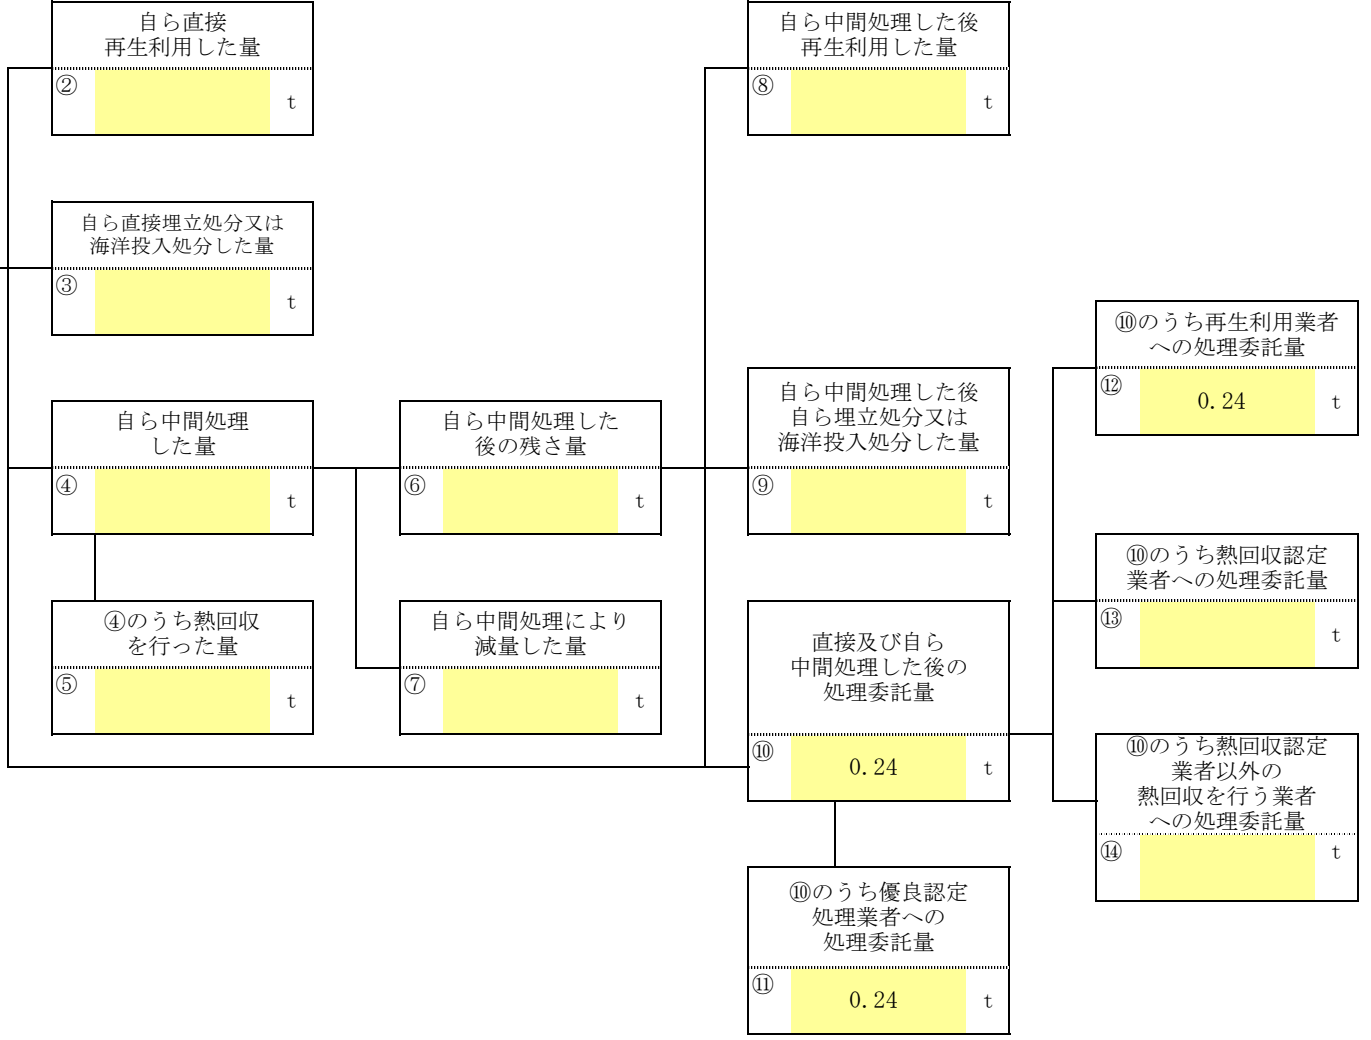 自ら直接
再生利用した量
②
t
自ら中間処理した後
再生利用した量
⑧
t
自ら直接埋立処分又は
海洋投入処分した量
③
t
⑩のうち再生利用業者
への処理委託量
⑫
0.24
t
自ら中間処理
した量
④
t
自ら中間処理した
後の残さ量
⑥
t
自ら中間処理した後
自ら埋立処分又は
海洋投入処分した量
⑨
t
⑩のうち熱回収認定
業者への処理委託量
⑬
t
④のうち熱回収
を行った量
⑤
t
自ら中間処理により
減量した量
⑦
t
直接及び自ら
中間処理した後の
処理委託量
⑩
0.24
t
⑩のうち熱回収認定
業者以外の
熱回収を行う業者
への処理委託量
⑭
t
⑩のうち優良認定
処理業者への
処理委託量
⑪
0.24
t